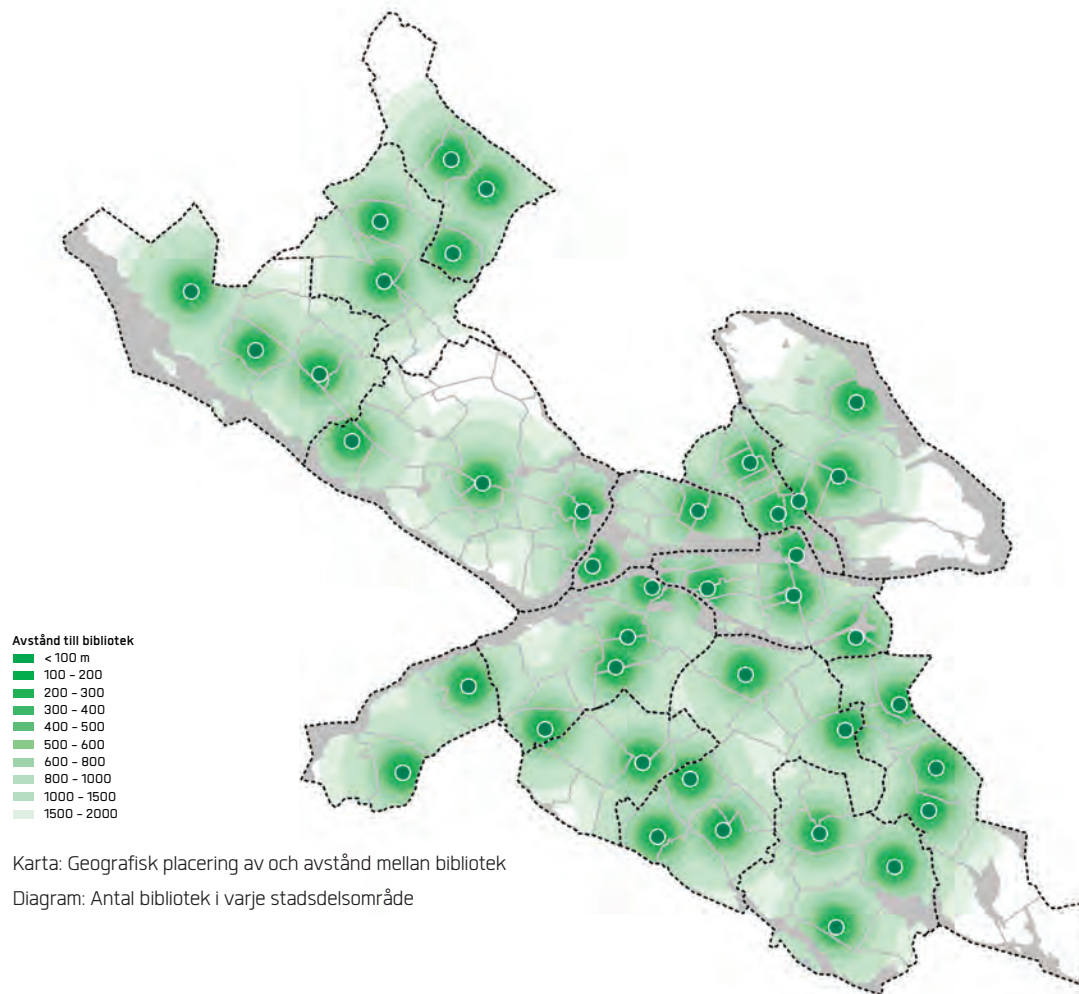 Avstånd till bibliotek
< 100 m
100 - 200
200 - 300
300 - 400
400 - 500
500 - 600
600 - 800
800 - 1000
1000 - 1500
1500 - 2000
Karta: Geografisk placering av och avstånd mellan bibliotek
Diagram: Antal bibliotek i varje stadsdelsområde